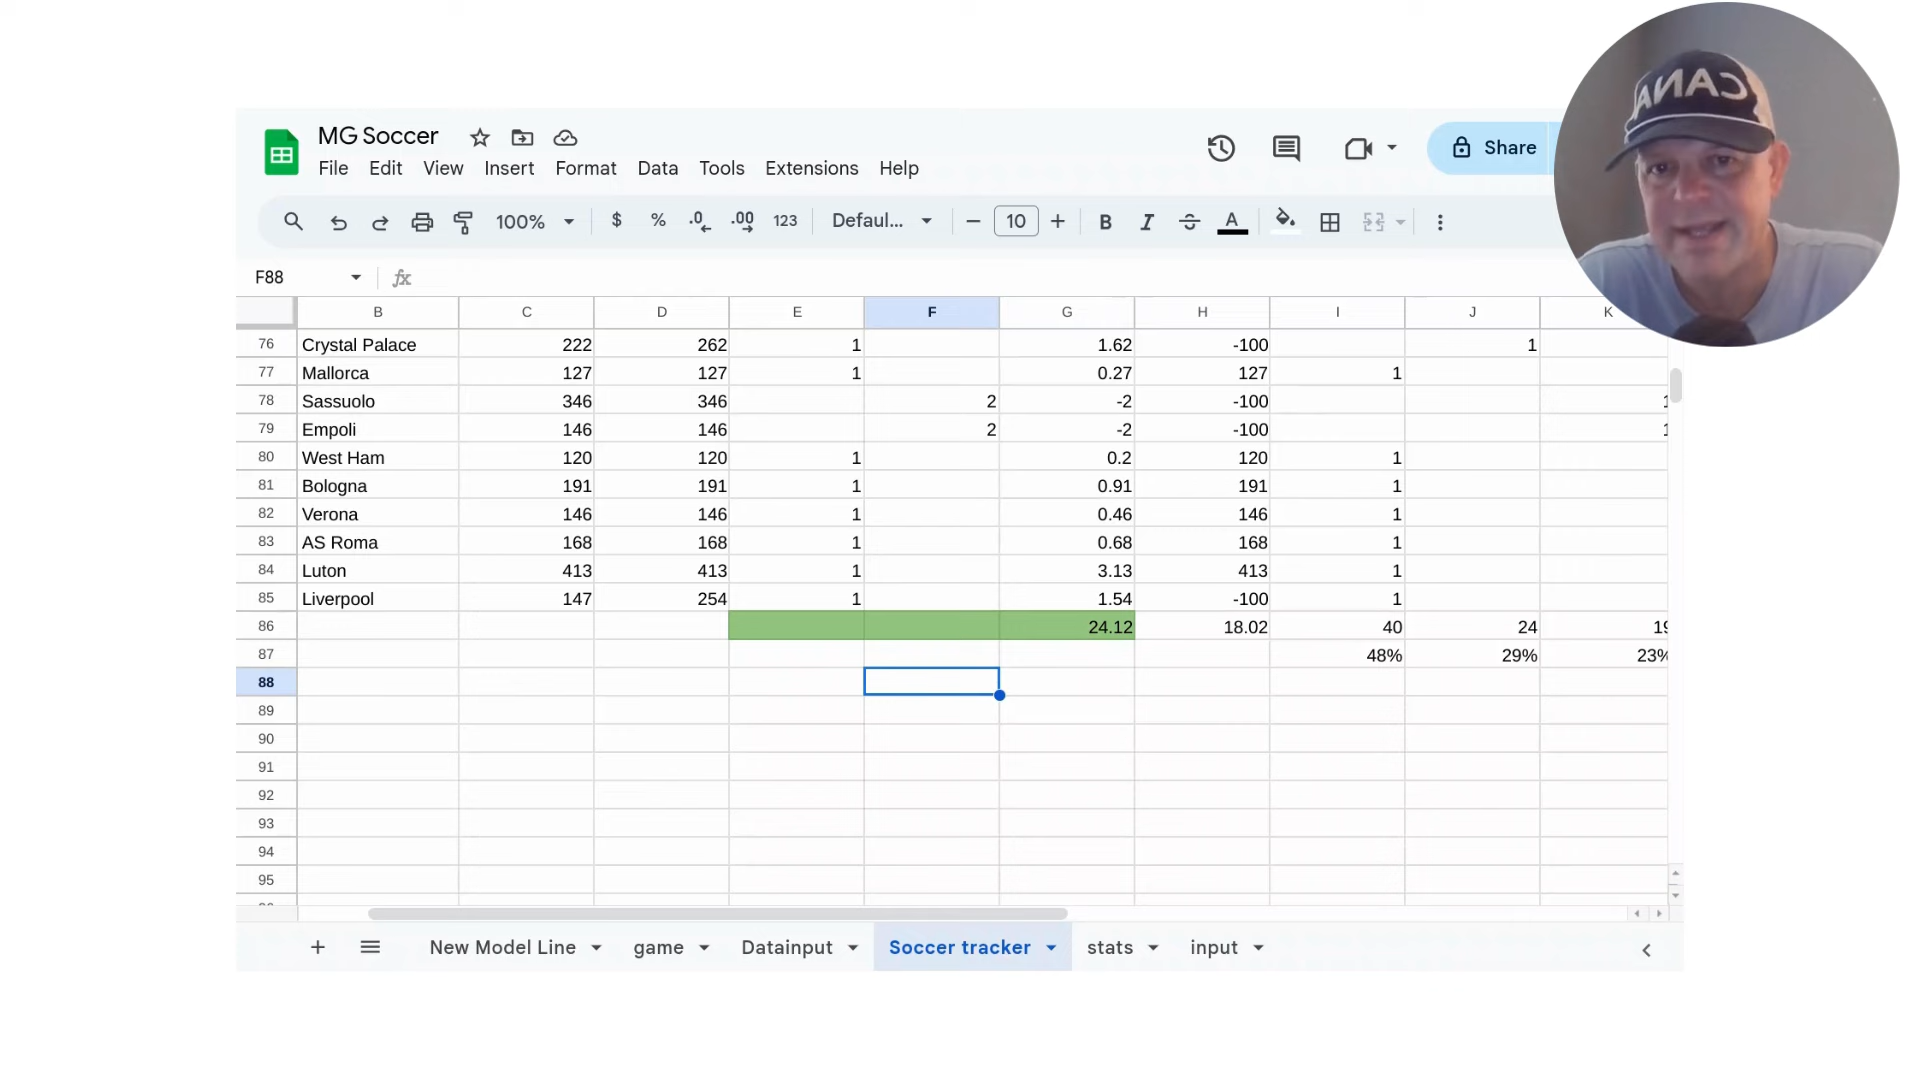 MG Soccer
File Edit View Insert Format Data Tools Extensions Help
Share
100% $ % .0 .00 123 Defaul... 10 B I A
F88 fx
B C D E F G H I J K
76 Crystal Palace 222 262 1 1.62 -100 1
77 Mallorca 127 127 1 0.27 127 1
78 Sassuolo 346 346 2 -2 -100 1
79 Empoli 146 146 2 -2 -100 1
80 West Ham 120 120 1 0.2 120 1
81 Bologna 191 191 1 0.91 191 1
82 Verona 146 146 1 0.46 146 1
83 AS Roma 168 168 1 0.68 168 1
84 Luton 413 413 1 3.13 413 1
85 Liverpool 147 254 1 1.54 -100 1
86 24.12 18.02 40 24 19
87 48% 29% 23%
88
89
90
91
92
93
94
95
New Model Line game Datainput Soccer tracker stats input
CANA